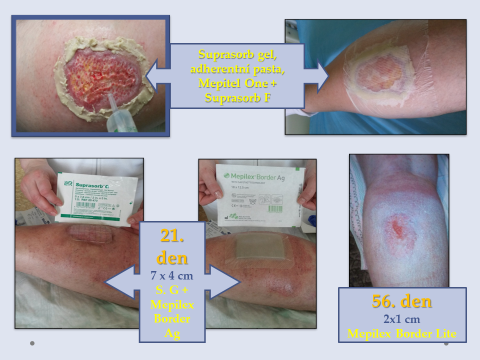 Suprasorb gel,
adherentní pasta,
Mepitel One +
Suprasorb F
Suprasorb G
Mepilex Border Ag
21.
den
7 x 4 cm
S. G +
Mepilex
Border
Ag
56. den
2x1 cm
Mepilex Border Lite